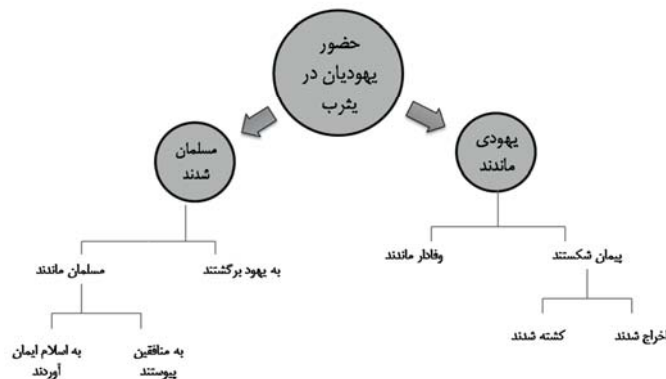 حضور
یهودیان در
یثرب
یهودی
ماندند
مسلمان
شدند
پیمان شکستند
وفادار ماندند
به یهود برگشتند
مسلمان ماندند
اخراج شدند
کشته شدند
به منافقین
پیوستند
به اسلام ایمان
آوردند